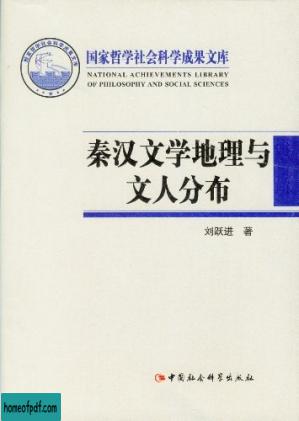 国家哲学社会科学成果文库
NATIONAL ACHIEVEMENTS LIBRARY
OF PHILOSOPHY AND SOCIAL SCIENCES
秦汉文学地理与
文人分布
刘跃进 著
中国社会科学出版社
homeofpdf.com